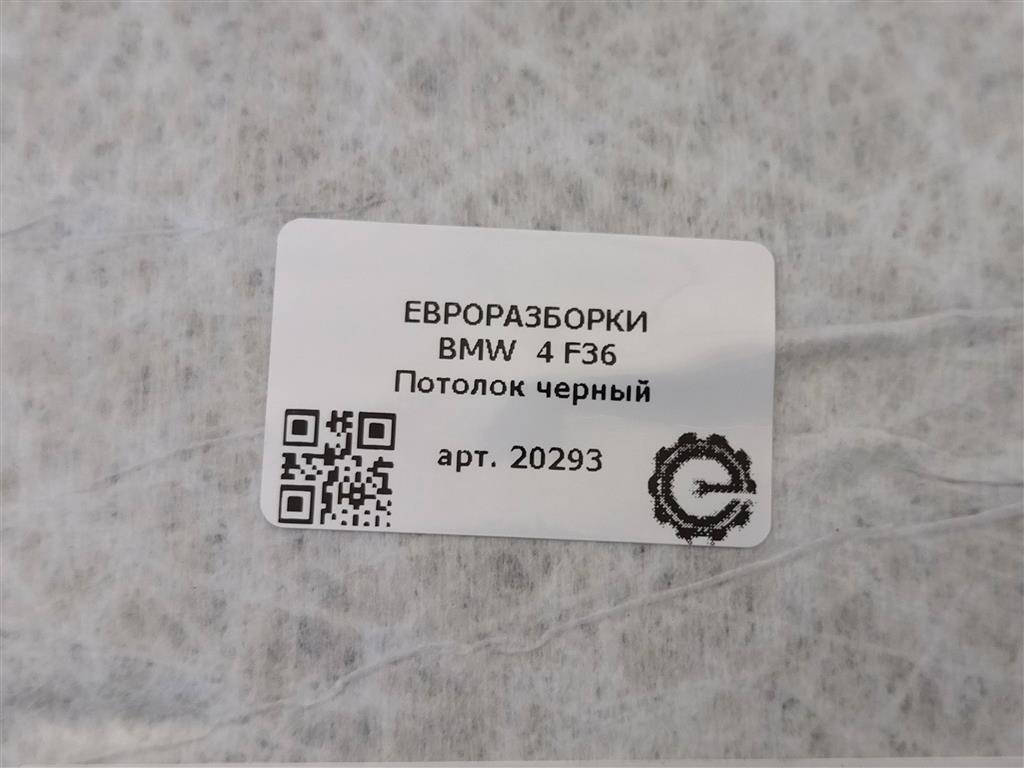 ЕВРОРАЗБОРКИ
BMW 4 F36
Потолок черный
арт. 20293